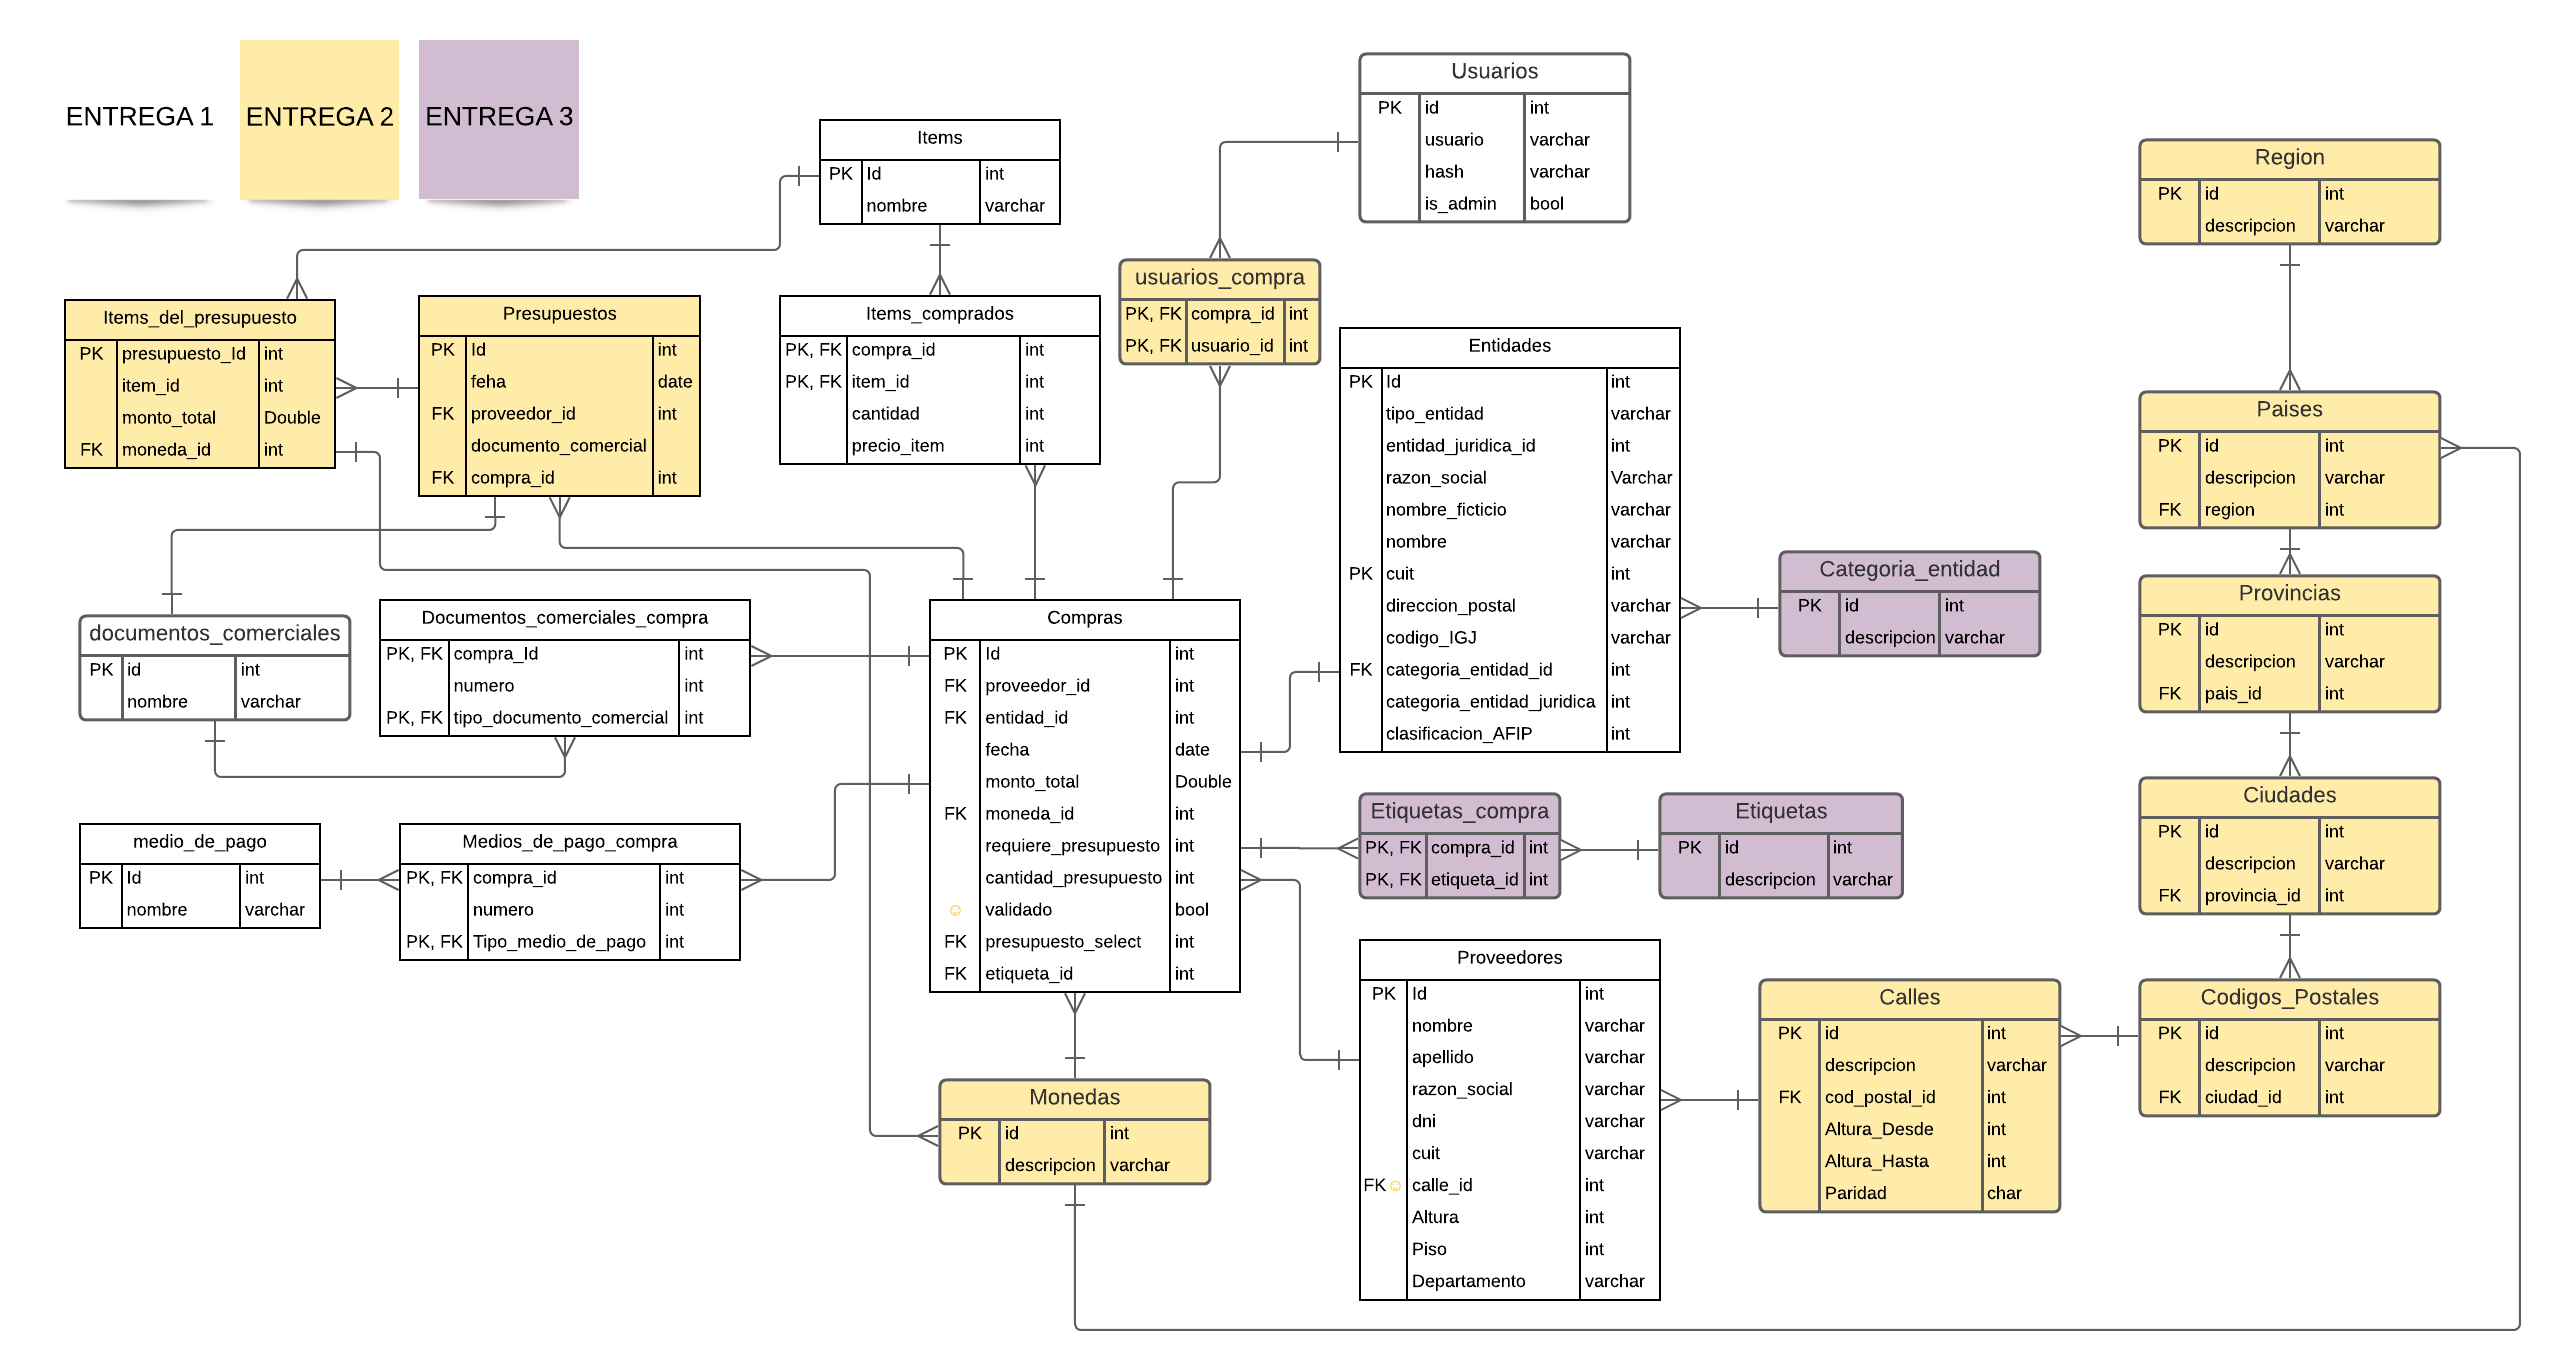 ENTREGA 1
ENTREGA 2
ENTREGA 3
Items
PK Id int
nombre varchar
Usuarios
PK id int
usuario varchar
hash varchar
is_admin bool
Region
PK id int
descripcion varchar
usuarios_compra
PK, FK compra_id int
PK, FK usuario_id int
Items_del_presupuesto
PK presupuesto_Id int
item_id int
monto_total Double
FK moneda_id int
Presupuestos
PK Id int
feha date
FK proveedor_id int
documento_comercial
FK compra_id int
Items_comprados
PK, FK compra_id int
PK, FK item_id int
cantidad int
precio_item int
Entidades
PK Id int
tipo_entidad varchar
entidad_juridica_id int
razon_social Varchar
nombre_ficticio varchar
nombre varchar
PK cuit int
direccion_postal varchar
codigo_IGJ varchar
FK categoria_entidad_id int
categoria_entidad_juridica int
clasificacion_AFIP int
Paises
PK id int
descripcion varchar
FK region int
Categoria_entidad
PK id int
descripcion varchar
Provincias
PK id int
descripcion varchar
FK pais_id int
documentos_comerciales
PK id int
nombre varchar
Documentos_comerciales_compra
PK, FK compra_Id int
numero int
PK, FK tipo_documento_comercial int
Compras
PK Id int
FK proveedor_id int
FK entidad_id int
fecha date
monto_total Double
FK moneda_id int
requiere_presupuesto int
cantidad_presupuesto int
☺ validado bool
FK presupuesto_select int
FK etiqueta_id int
Etiquetas_compra
PK, FK compra_id int
PK, FK etiqueta_id int
Etiquetas
PK id int
descripcion varchar
Ciudades
PK id int
descripcion varchar
FK provincia_id int
medio_de_pago
PK Id int
nombre varchar
Medios_de_pago_compra
PK, FK compra_id int
numero int
PK, FK Tipo_medio_de_pago int
Proveedores
PK Id int
nombre varchar
apellido varchar
razon_social varchar
dni varchar
cuit varchar
FK☺ calle_id int
Altura int
Piso int
Departamento varchar
Calles
PK id int
descripcion varchar
FK cod_postal_id int
Altura_Desde int
Altura_Hasta int
Paridad char
Codigos_Postales
PK id int
descripcion varchar
FK ciudad_id int
Monedas
PK id int
descripcion varchar